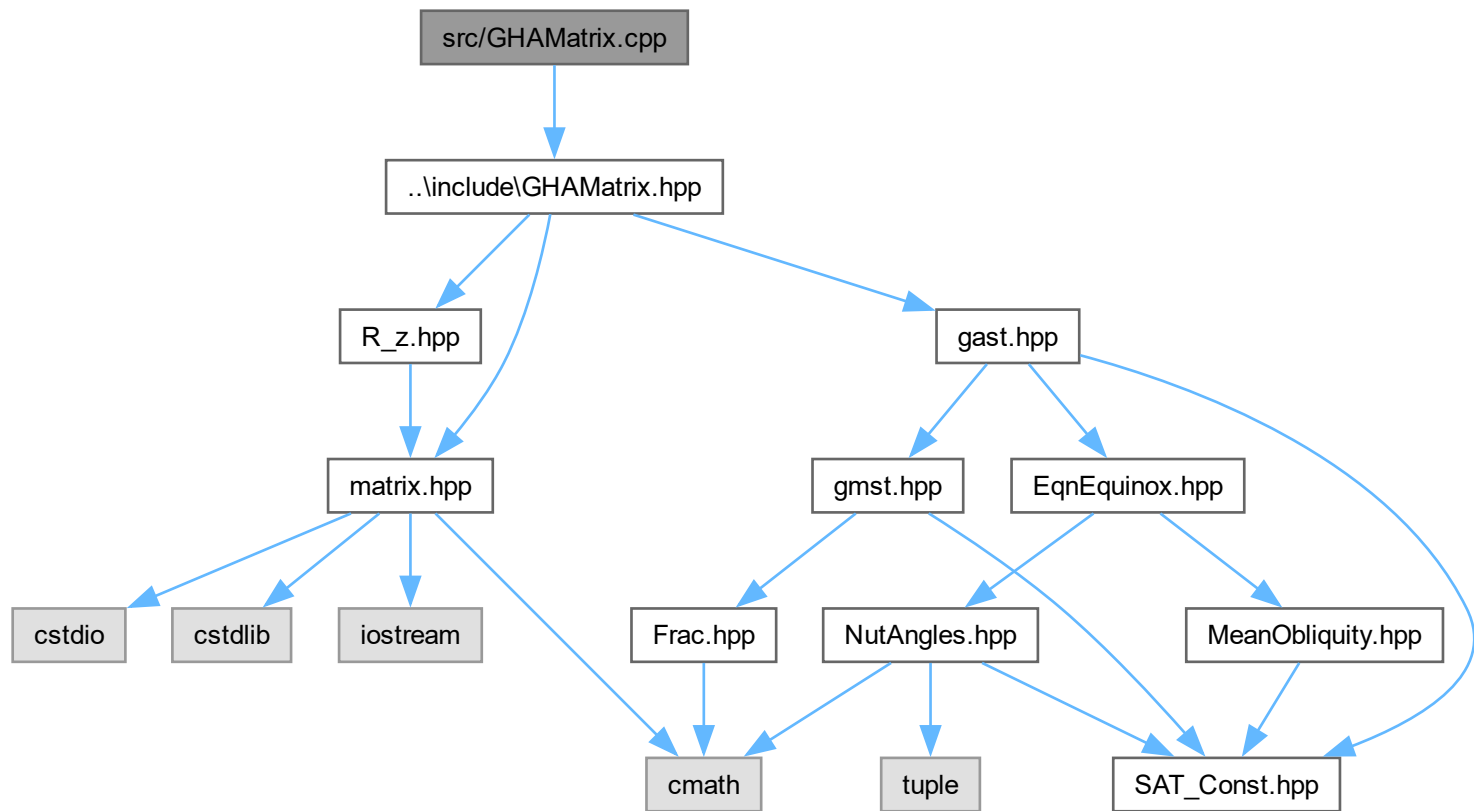 src/GHAMatrix.cpp
..\include\GHAMatrix.hpp
R_z.hpp
gast.hpp
matrix.hpp
gmst.hpp
EqnEquinox.hpp
cstdio
cstdlib
iostream
Frac.hpp
NutAngles.hpp
MeanObliquity.hpp
cmath
tuple
SAT_Const.hpp